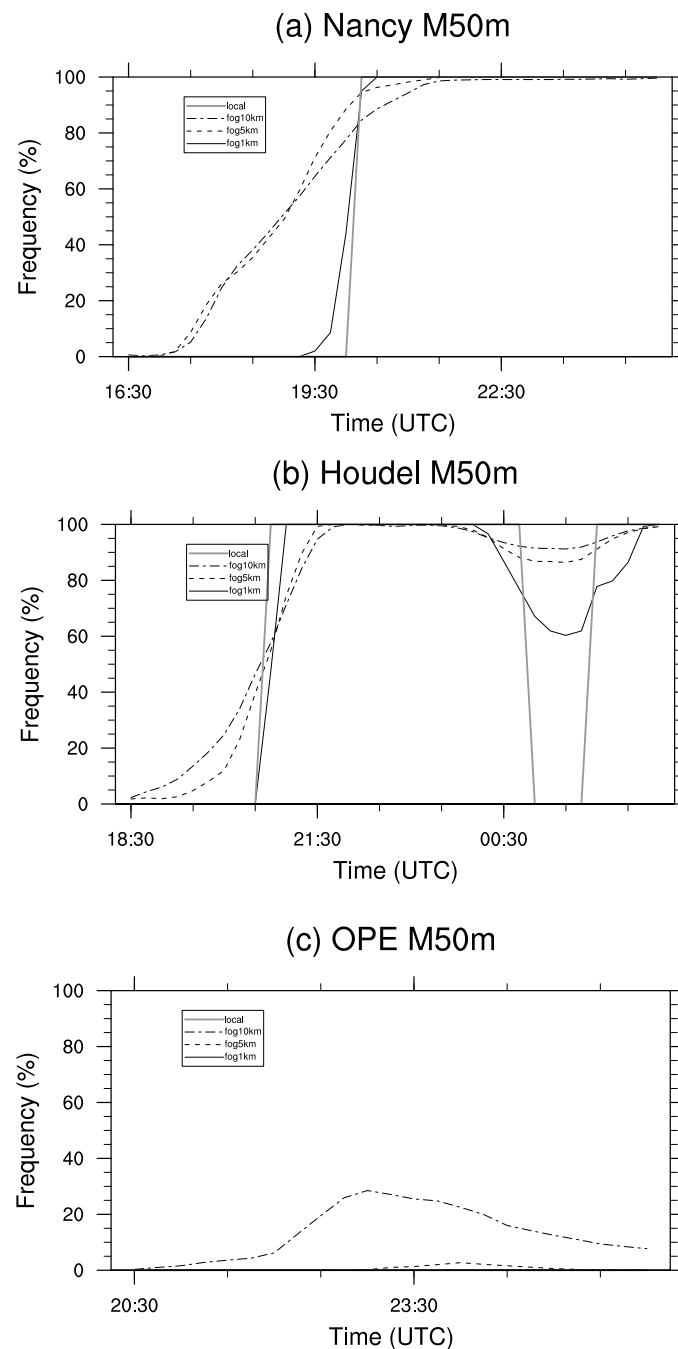 (a) Nancy M50m
100
80
60
40
20
0
Frequency (%)
local
fog10km
fog5km
fog1km
16:30 19:30 22:30
Time (UTC)
(b) Houdel M50m
100
80
60
40
20
0
Frequency (%)
local
fog10km
fog5km
fog1km
18:30 21:30 00:30
Time (UTC)
(c) OPE M50m
100
80
60
40
20
0
Frequency (%)
local
fog10km
fog5km
fog1km
20:30 23:30
Time (UTC)